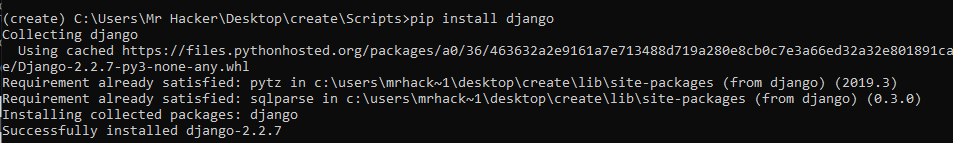 (create) C:\Users\Mr Hacker\Desktop\create\Scripts>pip install django
Collecting django
  Using cached https://files.pythonhosted.org/packages/a0/36/463632a2e9161a7e713488d719a280e8cb0c7e3a66ed32a32e801891ca
e/Django-2.2.7-py3-none-any.whl
Requirement already satisfied: pytz in c:\users\mrhack~1\desktop\create\lib\site-packages (from django) (2019.3)
Requirement already satisfied: sqlparse in c:\users\mrhack~1\desktop\create\lib\site-packages (from django) (0.3.0)
Installing collected packages: django
Successfully installed django-2.2.7